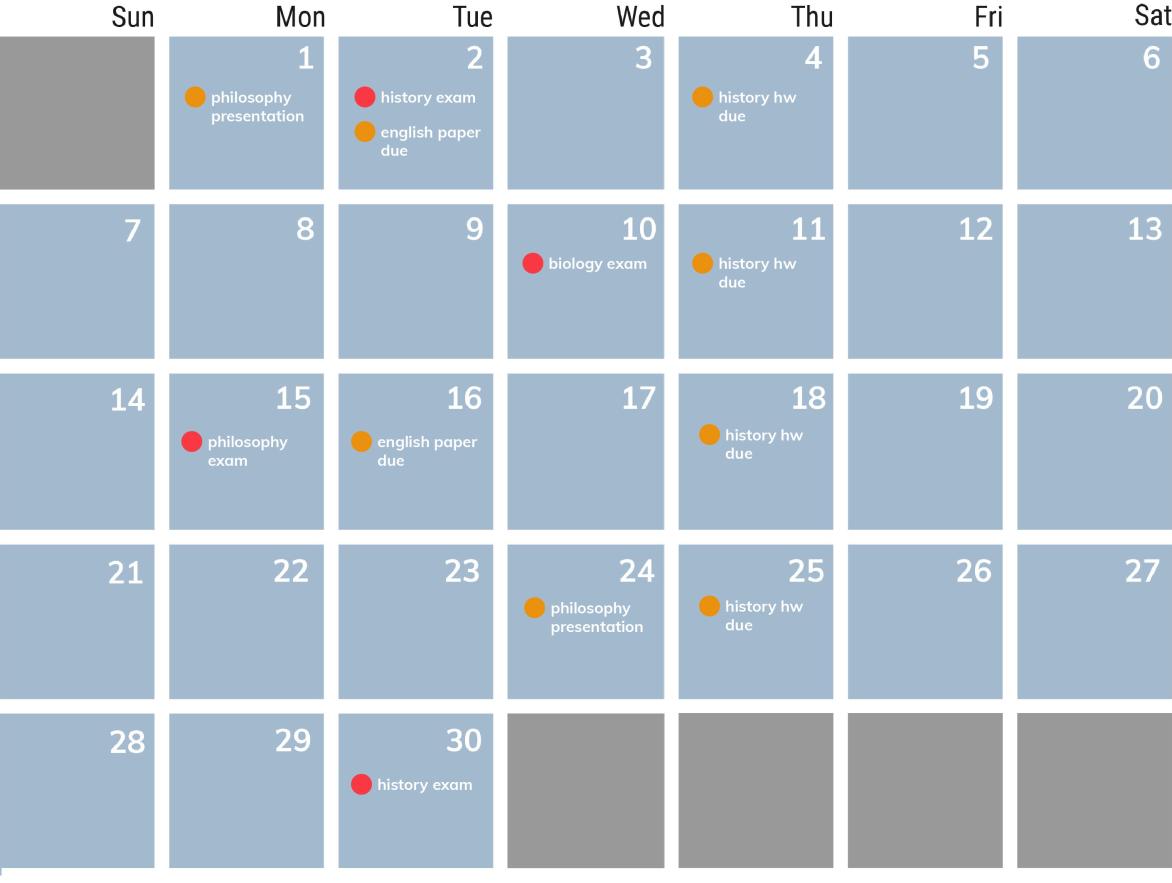 Sun Mon Tue Wed Thu Fri Sat
1 2 3 4 5 6
philosophy
presentation
history exam
english paper
due
history hw
due
7 8 9 10 11 12 13
biology exam
history hw
due
14 15 16 17 18 19 20
philosophy
exam
english paper
due
history hw
due
21 22 23 24 25 26 27
philosophy
presentation
history hw
due
28 29 30
history exam